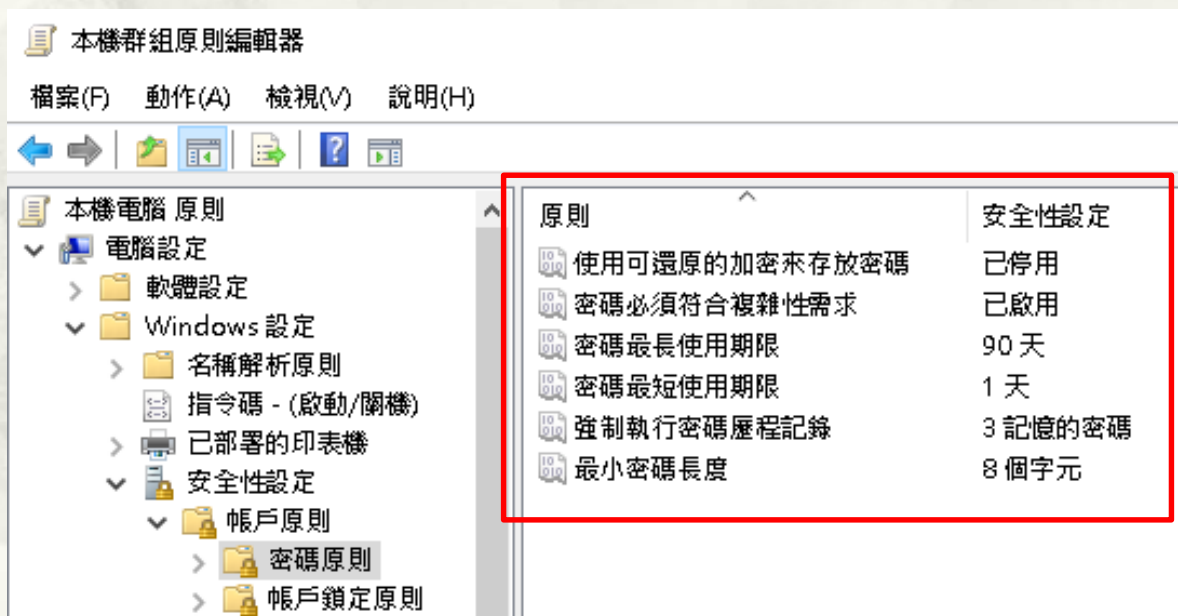 本機群組原則編輯器
檔案(F) 動作(A) 檢視(V) 說明(H)
本機電腦 原則
電腦設定
軟體設定
Windows 設定
名稱解析原則
指令碼 - (啟動/關機)
已部署的印表機
安全性設定
帳戶原則
密碼原則
帳戶鎖定原則
原則 安全性設定
使用可還原的加密來存放密碼 已停用
密碼必須符合複雜性需求 已啟用
密碼最長使用期限 90 天
密碼最短使用期限 1 天
強制執行密碼歷程記錄 3 記憶的密碼
最小密碼長度 8 個字元